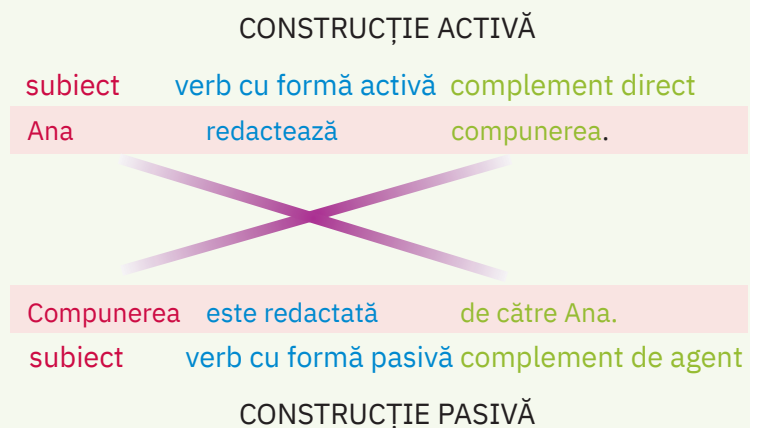 CONSTRUCȚIE ACTIVĂ
subiect verb cu formă activă complement direct
Ana redactează compunerea.
Compunerea este redactată de către Ana.
subiect verb cu formă pasivă complement de agent
CONSTRUCȚIE PASIVĂ